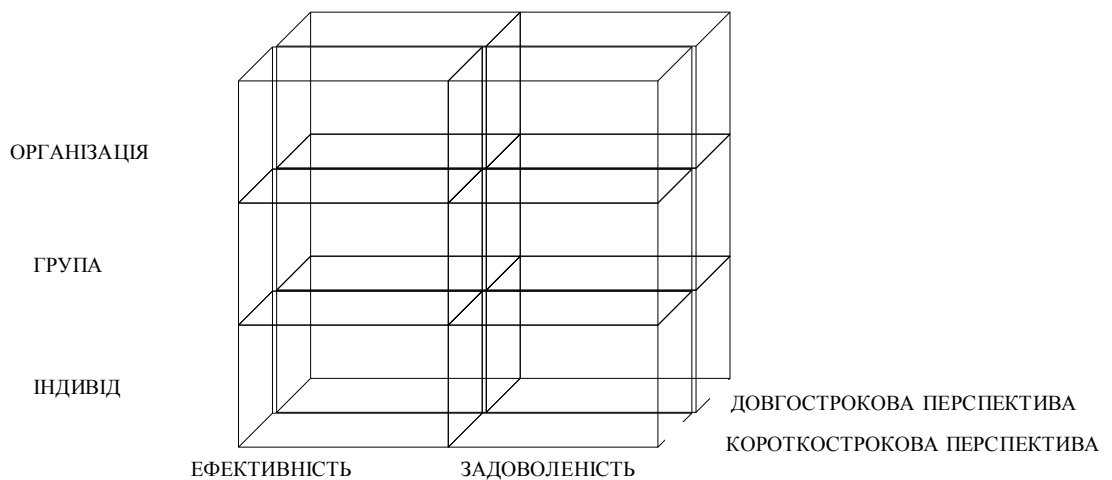 ОРГАНІЗАЦІЯ
ГРУПА
ІНДИВІД
ДОВГОСТРОКОВА ПЕРСПЕКТИВА
КОРОТКОСТРОКОВА ПЕРСПЕКТИВА
ЕФЕКТИВНІСТЬ ЗАДОВОЛЕНІСТЬ